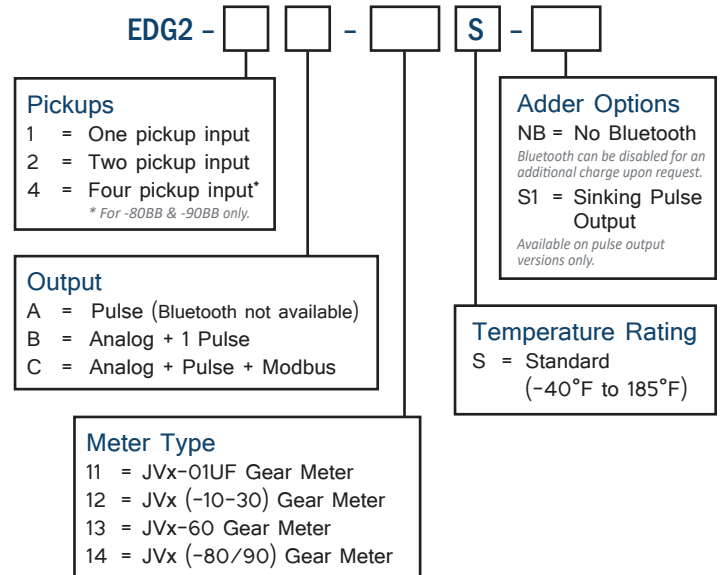 EDG2 – – S –
Pickups
1 = One pickup input
2 = Two pickup input
4 = Four pickup input*
* For -80BB & -90BB only.
Output
A = Pulse (Bluetooth not available)
B = Analog + 1 Pulse
C = Analog + Pulse + Modbus
Meter Type
11 = JVx-01UF Gear Meter
12 = JVx (-10-30) Gear Meter
13 = JVx-60 Gear Meter
14 = JVx (-80/90) Gear Meter
Adder Options
NB = No Bluetooth
Bluetooth can be disabled for an
additional charge upon request.
S1 = Sinking Pulse
Output
Available on pulse output
versions only.
Temperature Rating
S = Standard
(-40°F to 185°F)